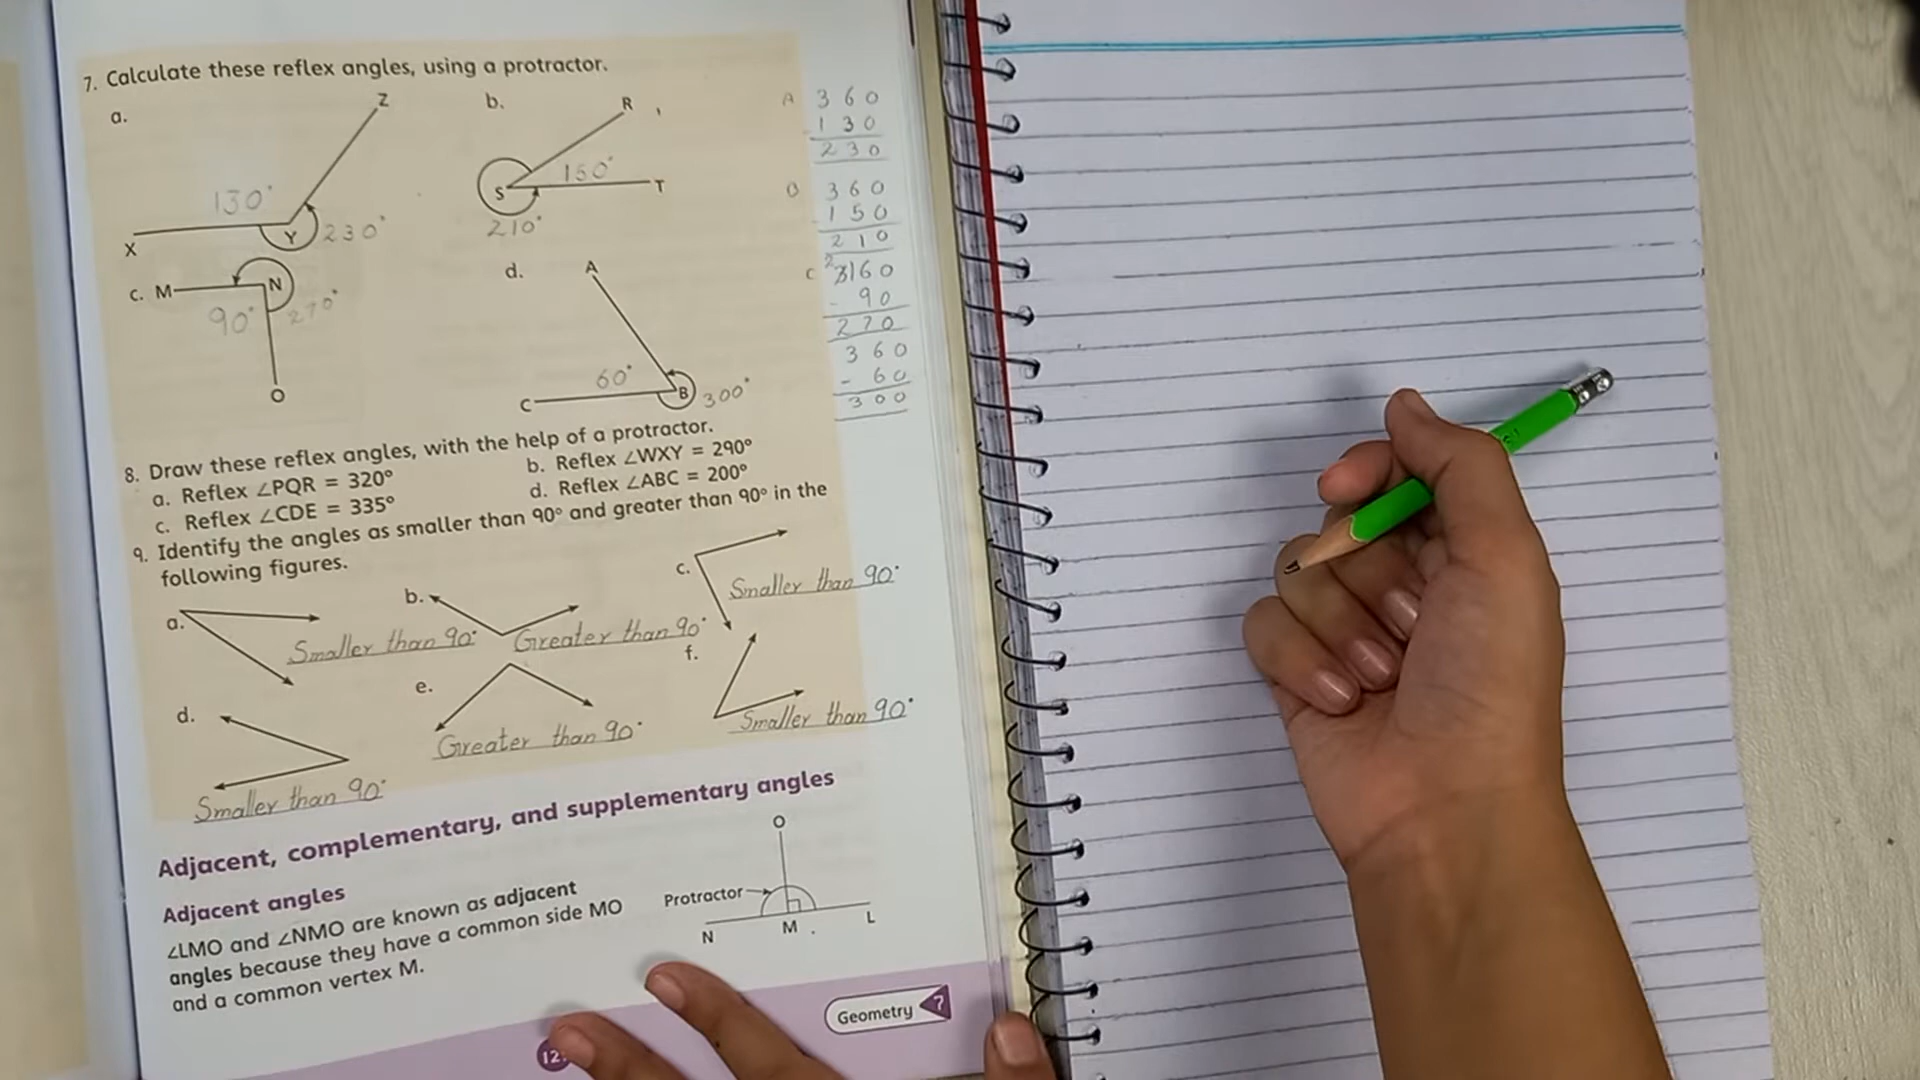 7. Calculate these reflex angles, using a protractor.
a.
Z
130°
X
Y
230°
b.
R
S
150°
T
210°
c. M
N
90°
270°
O
d.
A
60°
C
B
300°
A 360
130
230
B 360
150
210
C 2 3160
- 90
270
360
- 60
300
8. Draw these reflex angles, with the help of a protractor.
a. Reflex ∠PQR = 320°
b. Reflex ∠WXY = 290°
c. Reflex ∠CDE = 335°
d. Reflex ∠ABC = 200°
9. Identify the angles as smaller than 90° and greater than 90° in the
following figures.
a.
Smaller than 90°
b.
Greater than 90°
c.
Smaller than 90°
d.
Smaller than 90°
e.
Greater than 90°
f.
Smaller than 90°
Adjacent, complementary, and supplementary angles
Adjacent angles
∠LMO and ∠NMO are known as adjacent
angles because they have a common side MO
and a common vertex M.
O
Protractor
N
M
L
Geometry 7